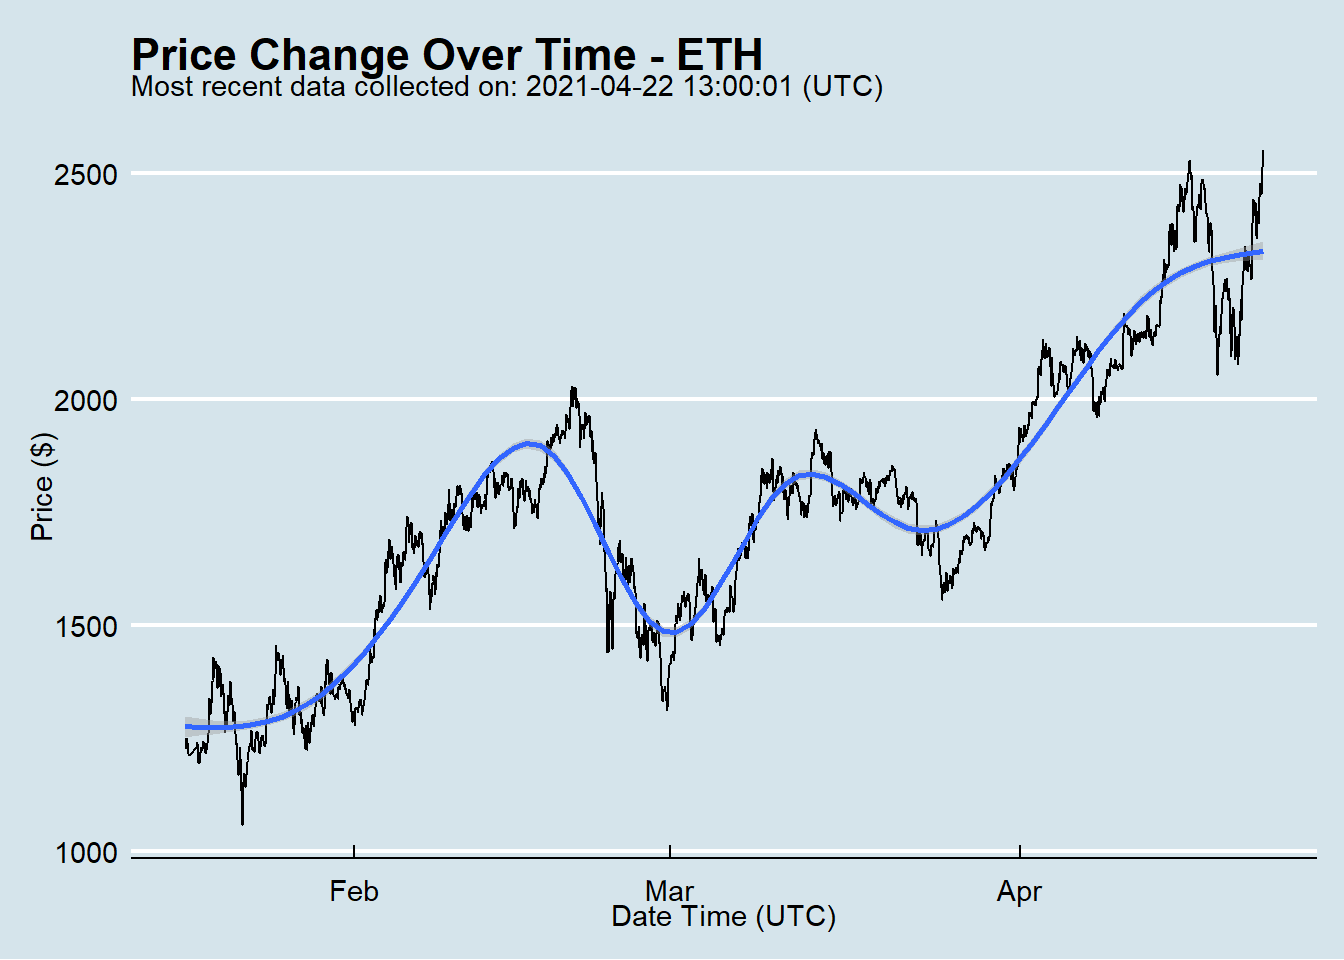 Price Change Over Time - ETH
Most recent data collected on: 2021-04-22 13:00:01 (UTC)
2500
2000
1500
1000
Price ($)
Feb
Mar
Apr
Date Time (UTC)